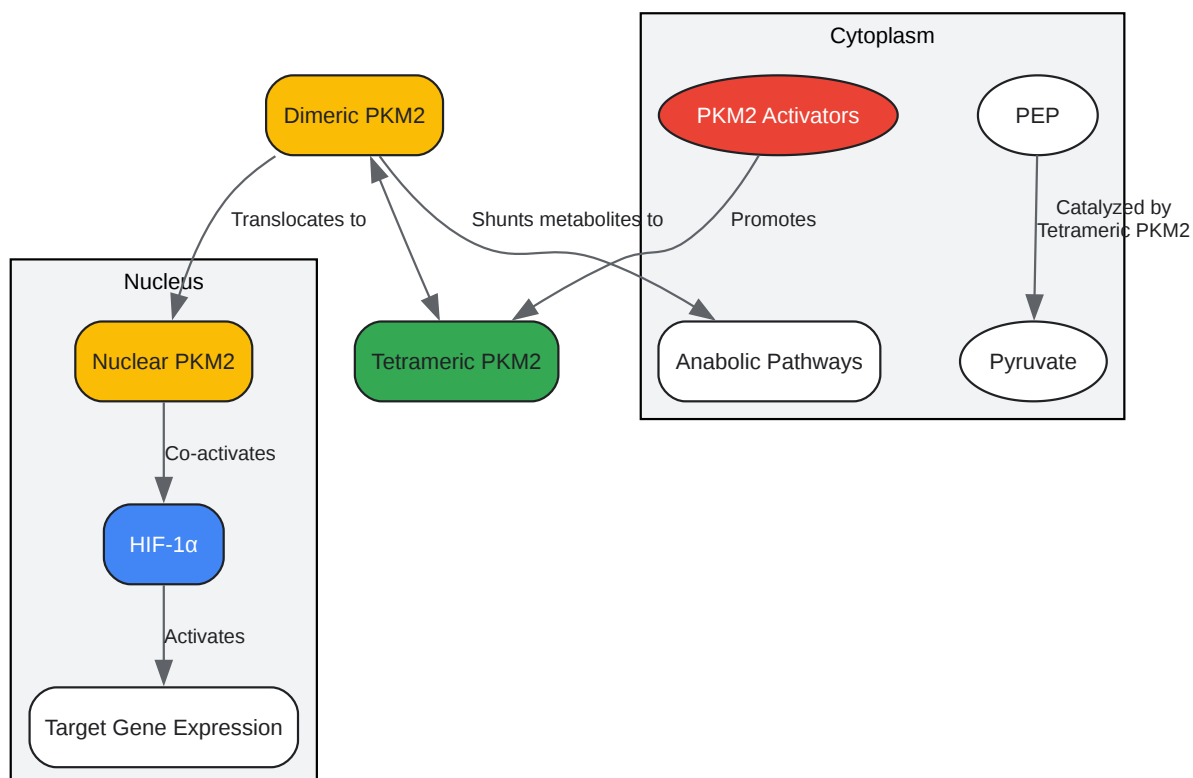 Cytoplasm
Dimeric PKM2
PKM2 Activators
PEP
Translocates to
Shunts metabolites to
Promotes
Catalyzed by
Tetrameric PKM2
Nucleus
Nuclear PKM2
Tetrameric PKM2
Anabolic Pathways
Pyruvate
Co-activates
HIF-1α
Activates
Target Gene Expression